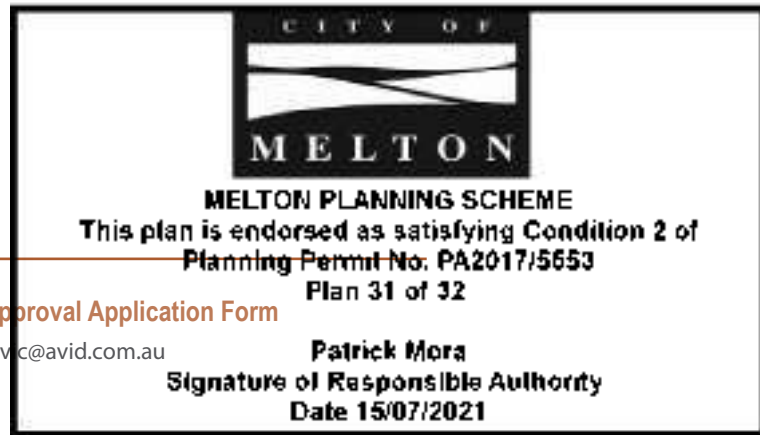 CITY OF
MELTON
MELTON PLANNING SCHEME
This plan is endorsed as satisfying Condition 2 of
Planning Permit No. PA2017/5653
Plan 31 of 32
Approval Application Form
vic@avid.com.au
Patrick Mora
Signature of Responsible Authority
Date 15/07/2021